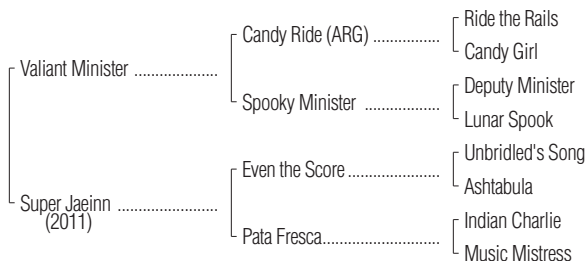 Ride the Rails
Candy Ride (ARG) ................
Candy Girl
Valiant Minister ....................
Deputy Minister
Spooky Minister ..................
Lunar Spook
Unbridled's Song
Even the Score ......................
Ashtabula
Super Jaeinn ........................
(2011)
Indian Charlie
Pata Fresca............................
Music Mistress